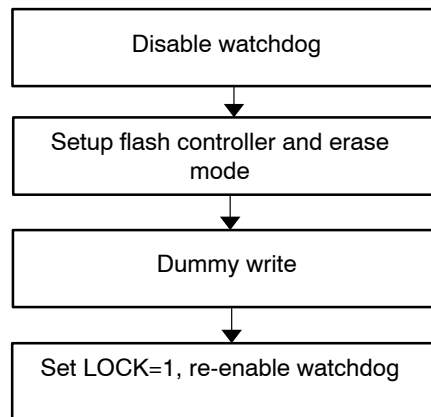 Disable watchdog
Setup flash controller and erase
mode
Dummy write
Set LOCK=1, re-enable watchdog